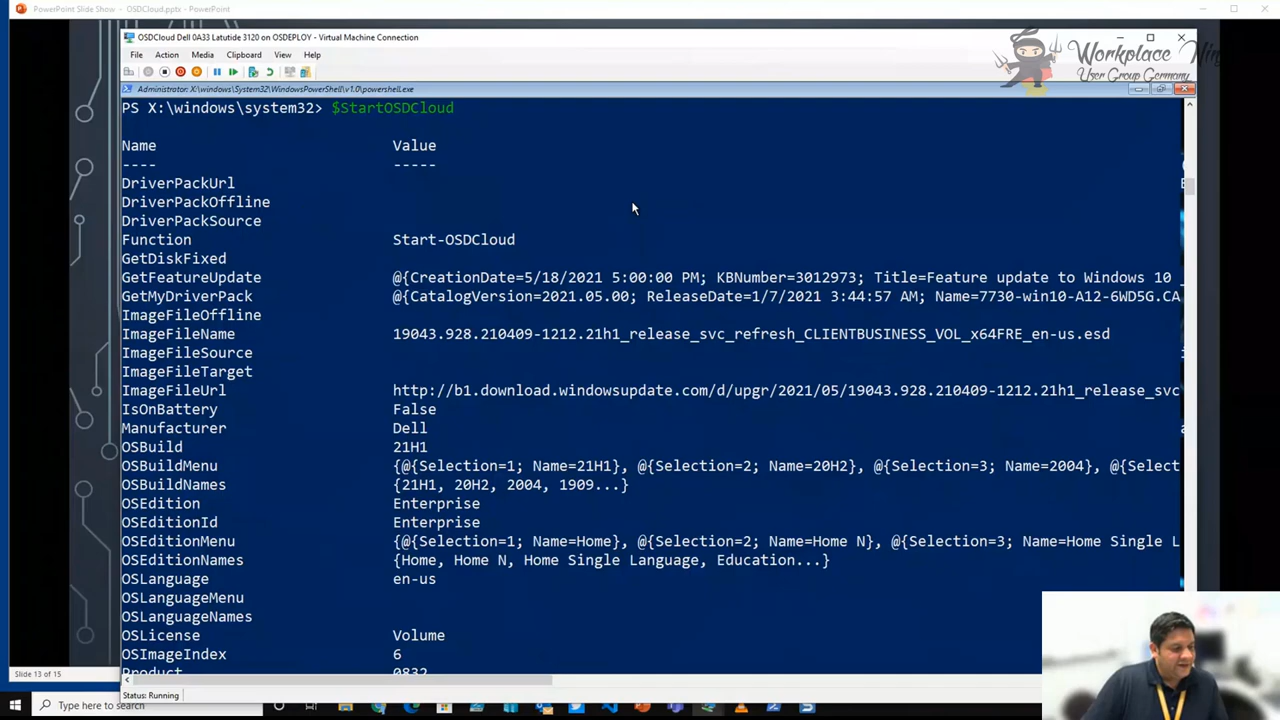 PowerPoint Slide Show - OSDCloud.pptx - PowerPoint
OSDCloud Dell 0A33 Latutide 3120 on OSDEPLOY - Virtual Machine Connection
File Action Media Clipboard View Help
Workplace
User Group Germany
Administrator: X:\windows\System32\WindowsPowerShell\v1.0\powershell.exe
PS X:\windows\system32> $StartOSDCloud
Name Value
---- -----
DriverPackUrl
DriverPackOffline
DriverPackSource
Function Start-OSDCloud
GetDiskFixed
GetFeatureUpdate @{CreationDate=5/18/2021 5:00:00 PM; KBNumber=3012973; Title=Feature update to Windows 10
GetMyDriverPack @{CatalogVersion=2021.05.00; ReleaseDate=1/7/2021 3:44:57 AM; Name=7730-win10-A12-6WD5G.CA
ImageFileOffline
ImageFileName 19043.928.210409-1212.21h1_release_svc_refresh_CLIENTBUSINESS_VOL_x64FRE_en-us.esd
ImageFileSource
ImageFileTarget
ImageFileUrl http://b1.download.windowsupdate.com/d/upgr/2021/05/19043.928.210409-1212.21h1_release_svc
IsOnBattery False
Manufacturer Dell
OSBuild 21H1
OSBuildMenu {@{Selection=1; Name=21H1}, @{Selection=2; Name=20H2}, @{Selection=3; Name=2004}, @{Select
OSBuildNames {21H1, 20H2, 2004, 1909...}
OSEdition Enterprise
OSEditionId Enterprise
OSEditionMenu {@{Selection=1; Name=Home}, @{Selection=2; Name=Home N}, @{Selection=3; Name=Home Single L
OSEditionNames {Home, Home N, Home Single Language, Education...}
OSLanguage en-us
OSLanguageMenu
OSLanguageNames
OSLicense Volume
OSImageIndex 6
Product 0832
Slide 13 of 15
Status: Running
Type here to search